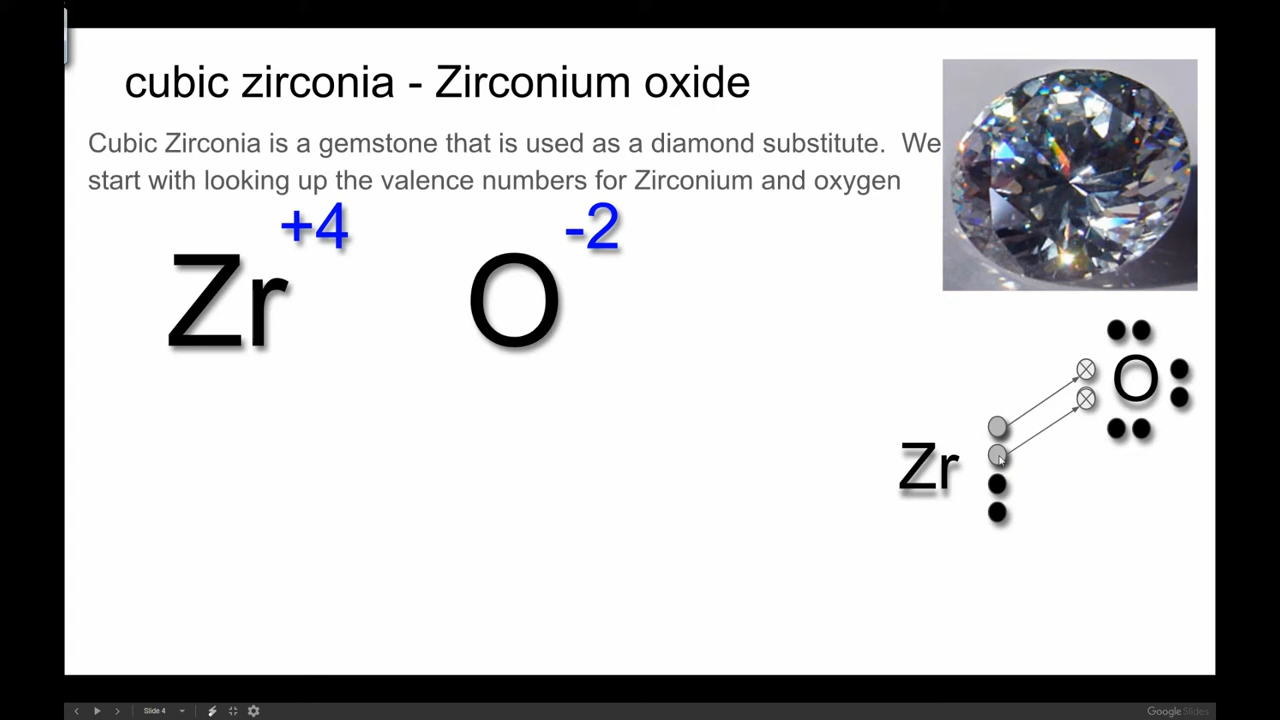 cubic zirconia - Zirconium oxide
Cubic Zirconia is a gemstone that is used as a diamond substitute. We
start with looking up the valence numbers for Zirconium and oxygen
Zr+4 O-2
O
Zr
Slide 4
Google Slides